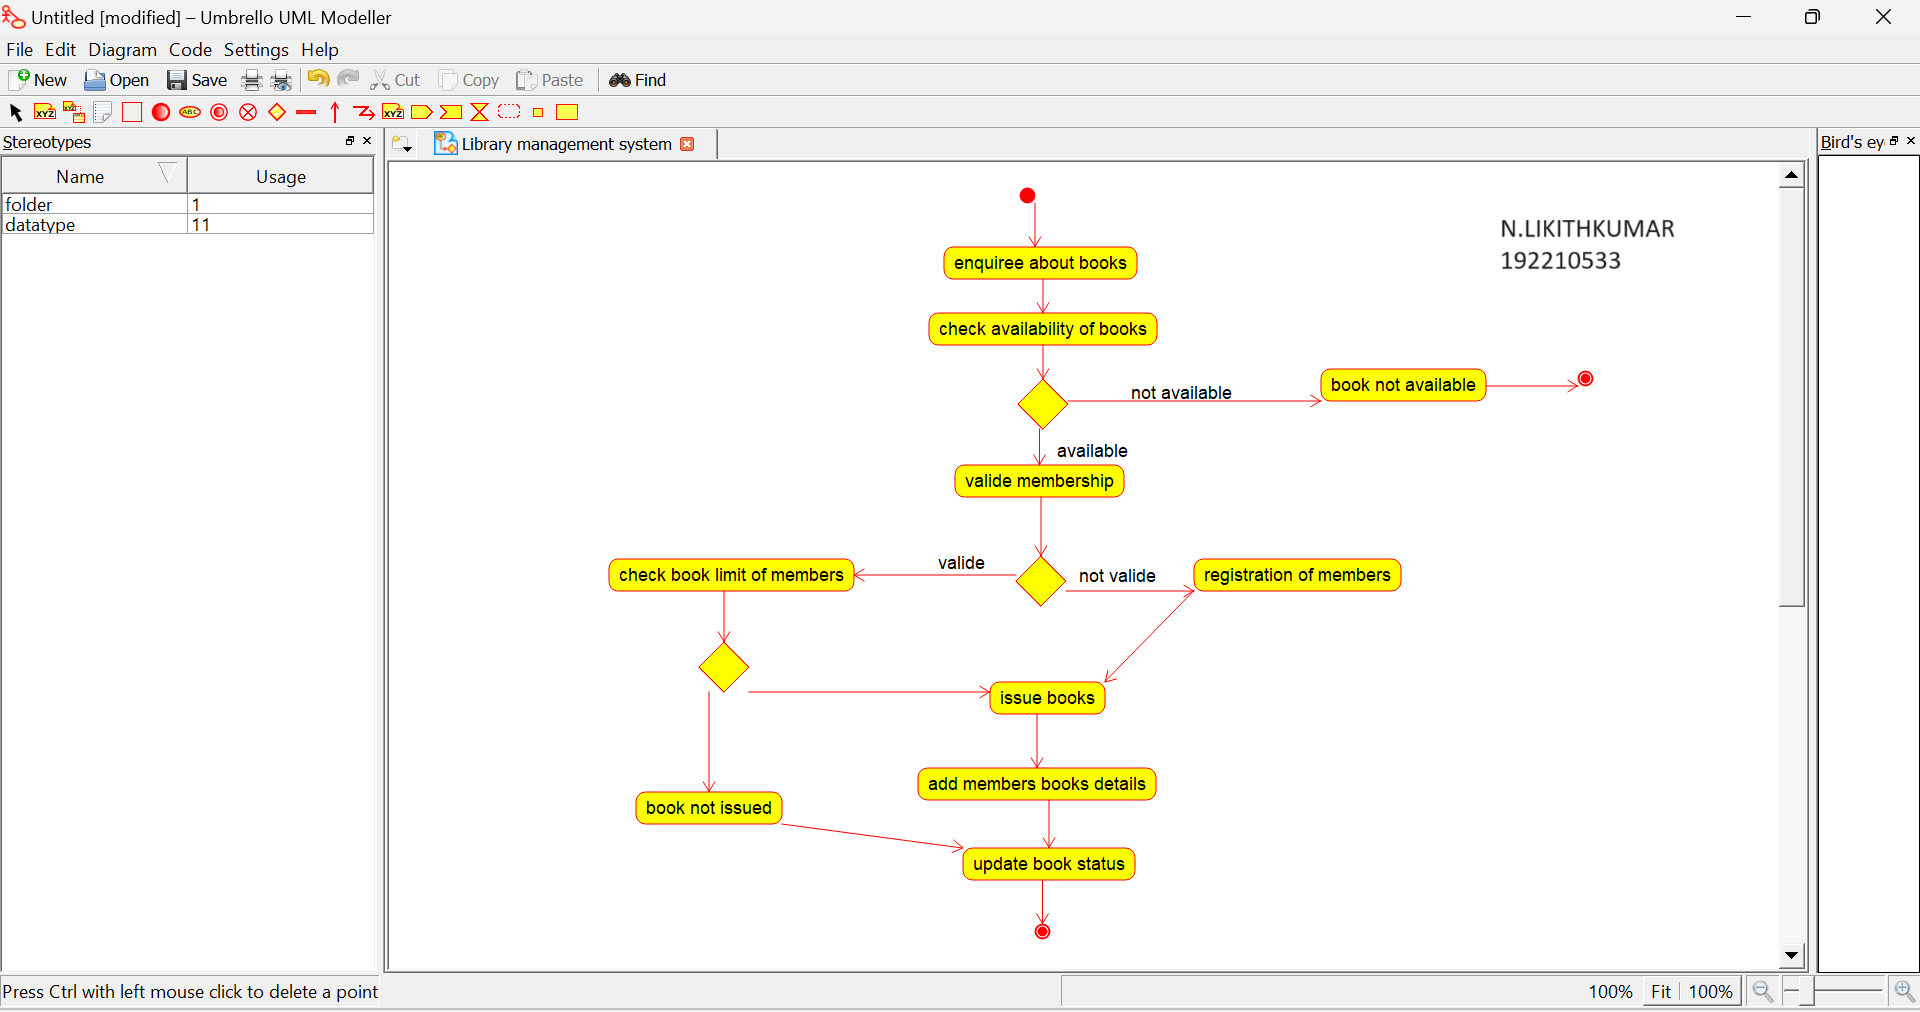 Untitled [modified] – Umbrello UML Modeller
File Edit Diagram Code Settings Help
New Open Save Cut Copy Paste Find
XYZ XYZ ABC XYZ
Stereotypes
Name Usage
folder 1
datatype 11
Library management system
Bird's ey
N.LIKITHKUMAR
192210533
enquiree about books
check availability of books
not available
book not available
available
valide membership
check book limit of members
valide
not valide
registration of members
issue books
add members books details
book not issued
update book status
Press Ctrl with left mouse click to delete a point
100% Fit 100%